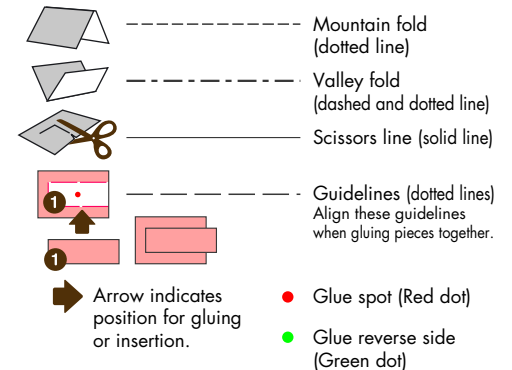 Mountain fold
(dotted line)
Valley fold
(dashed and dotted line)
Scissors line (solid line)
Guidelines (dotted lines)
Align these guidelines
when gluing pieces together.
1
1
Arrow indicates
position for gluing
or insertion.
Glue spot (Red dot)
Glue reverse side
(Green dot)